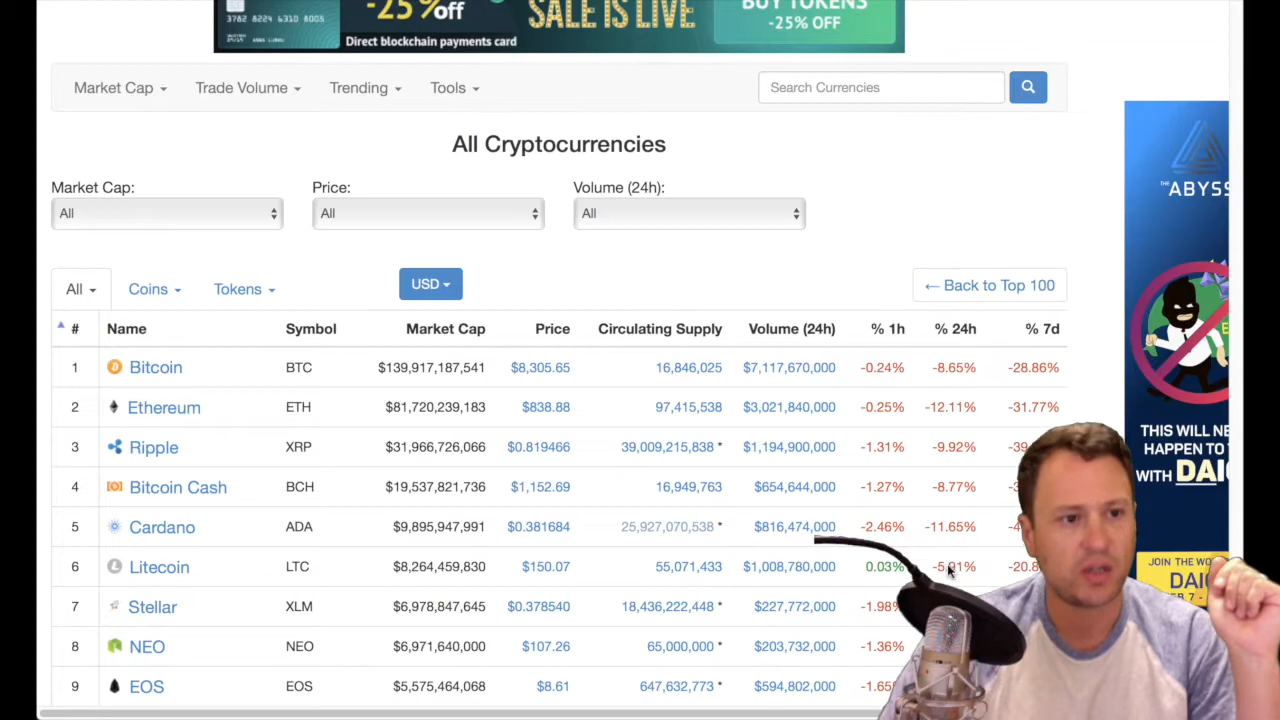 -25% off
SALE IS LIVE
BUY TOKENS
-25% OFF
3782 8224 6310 8005
Direct blockchain payments card
Market Cap
Trade Volume
Trending
Tools
Search Currencies
All Cryptocurrencies
Market Cap:
Price:
Volume (24h):
All
All
All
All
Coins
Tokens
USD
← Back to Top 100
# Name Symbol Market Cap Price Circulating Supply Volume (24h) % 1h % 24h % 7d
1 Bitcoin BTC $139,917,187,541 $8,305.65 16,846,025 $7,117,670,000 -0.24% -8.65% -28.86%
2 Ethereum ETH $81,720,239,183 $838.88 97,415,538 $3,021,840,000 -0.25% -12.11% -31.77%
3 Ripple XRP $31,966,726,066 $0.819466 39,009,215,838 * $1,194,900,000 -1.31% -9.92%
4 Bitcoin Cash BCH $19,537,821,736 $1,152.69 16,949,763 $654,644,000 -1.27% -8.77%
5 Cardano ADA $9,895,947,991 $0.381684 25,927,070,538 * $816,474,000 -2.46% -11.65%
6 Litecoin LTC $8,264,459,830 $150.07 55,071,433 $1,008,780,000 0.03%
7 Stellar XLM $6,978,847,645 $0.378540 18,436,222,448 * $227,772,000 -1.98%
8 NEO NEO $6,971,640,000 $107.26 65,000,000 * $203,732,000 -1.36%
9 EOS EOS $5,575,464,068 $8.61 647,632,773 * $594,802,000
THE ABYSS
THIS WILL NE
HAPPEN TO
WITH DAIC
JOIN THE WO
DAIC